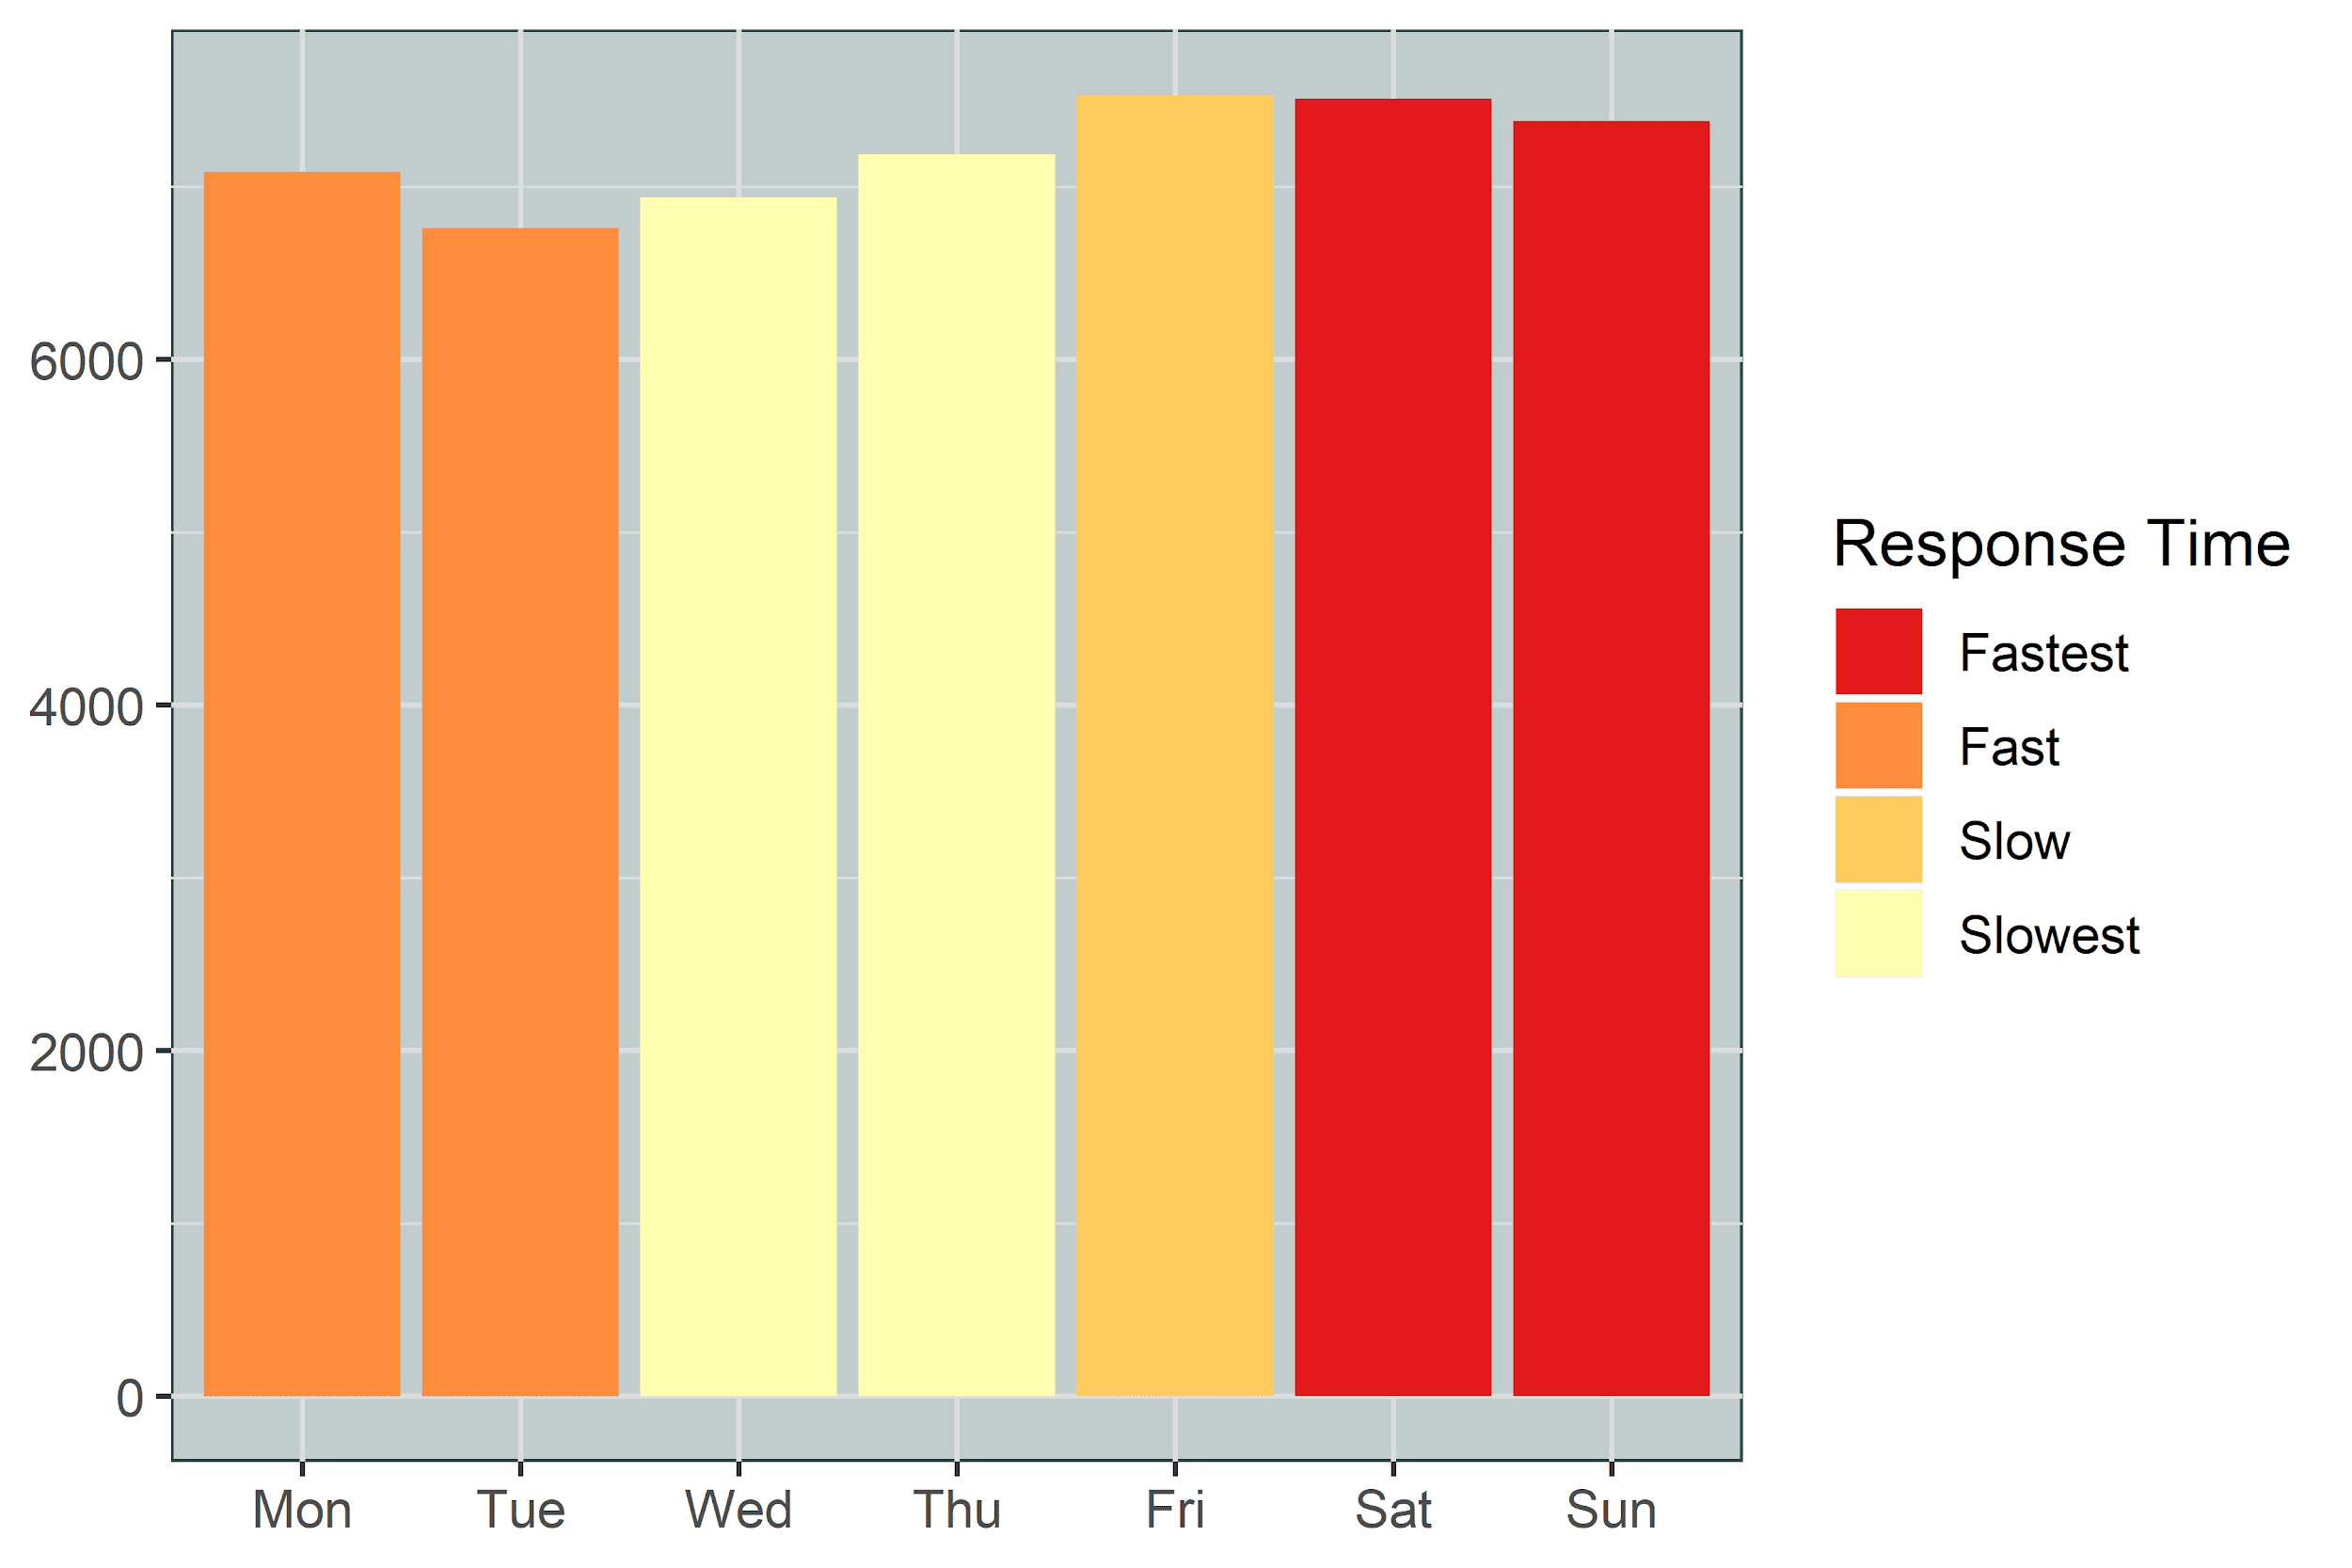 6000
4000
2000
0
Mon Tue Wed Thu Fri Sat Sun
Response Time
Fastest
Fast
Slow
Slowest